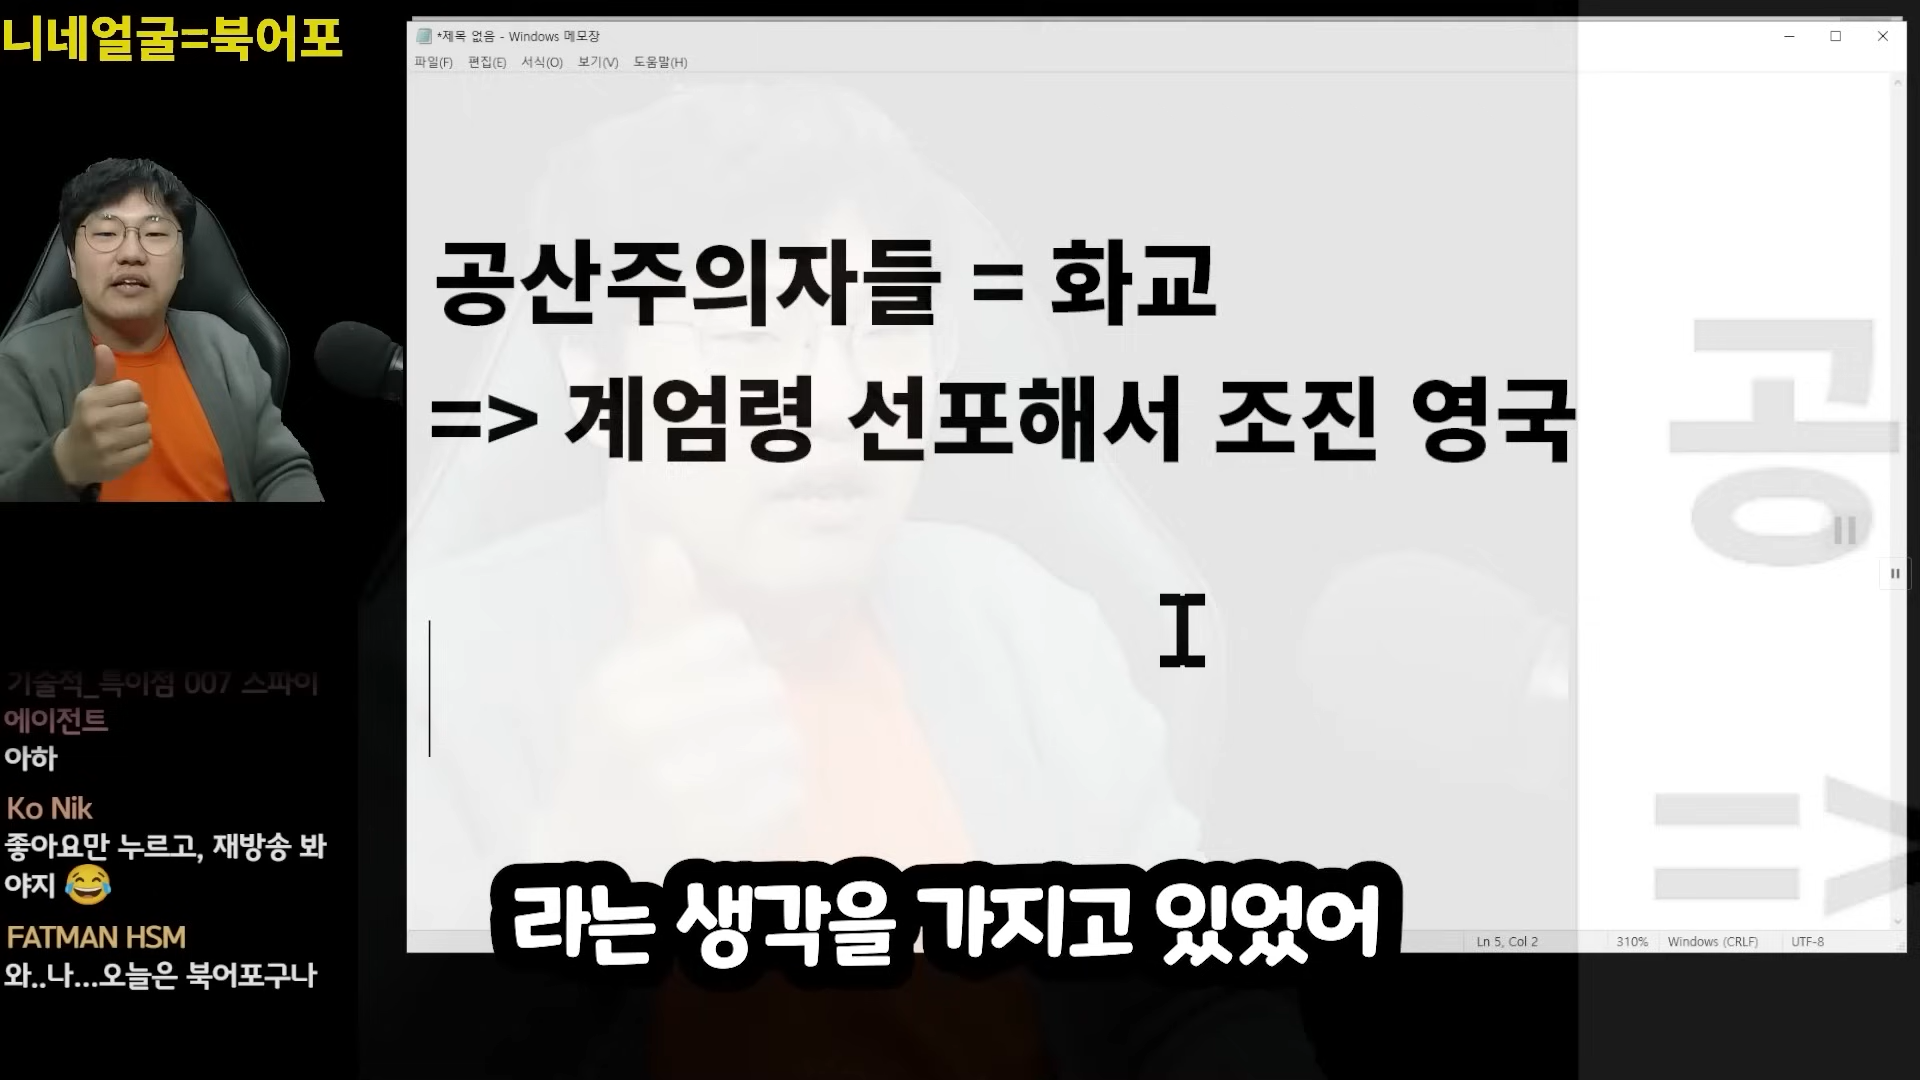 니네얼굴=북어포
*제목 없음 - Windows 메모장
파일(F) 편집(E) 서식(O) 보기(V) 도움말(H)
공산주의자들 = 화교
=> 계엄령 선포해서 조진 영국
기술적_특이점 007 스파이
에이전트
아하
Ko Nik
좋아요만 누르고, 재방송 봐
야지 😂
FATMAN HSM
와..나...오늘은 북어포구나
라는 생각을 가지고 있었어
Ln 5, Col 2 310% Windows (CRLF) UTF-8
공
=>